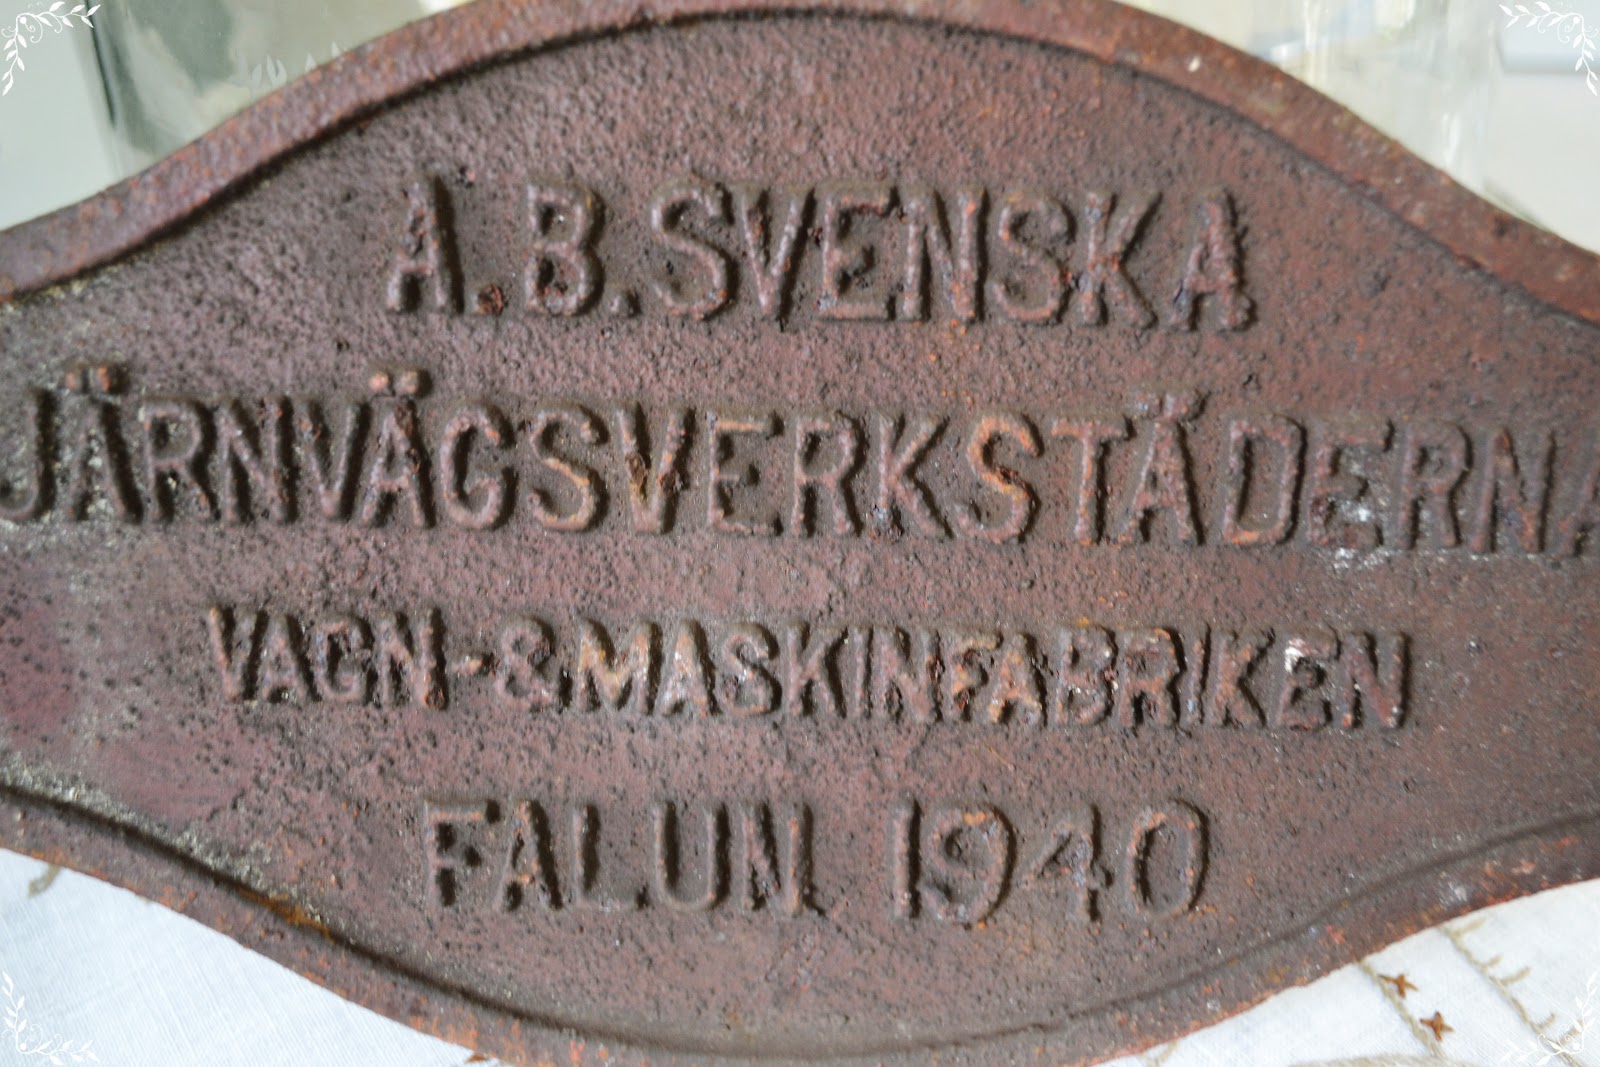 A.B. SVENSKA
JÄRNVÄGSVERKSTÄDERNA
VAGN- & MASKINFABRIKEN
FALUN 1940